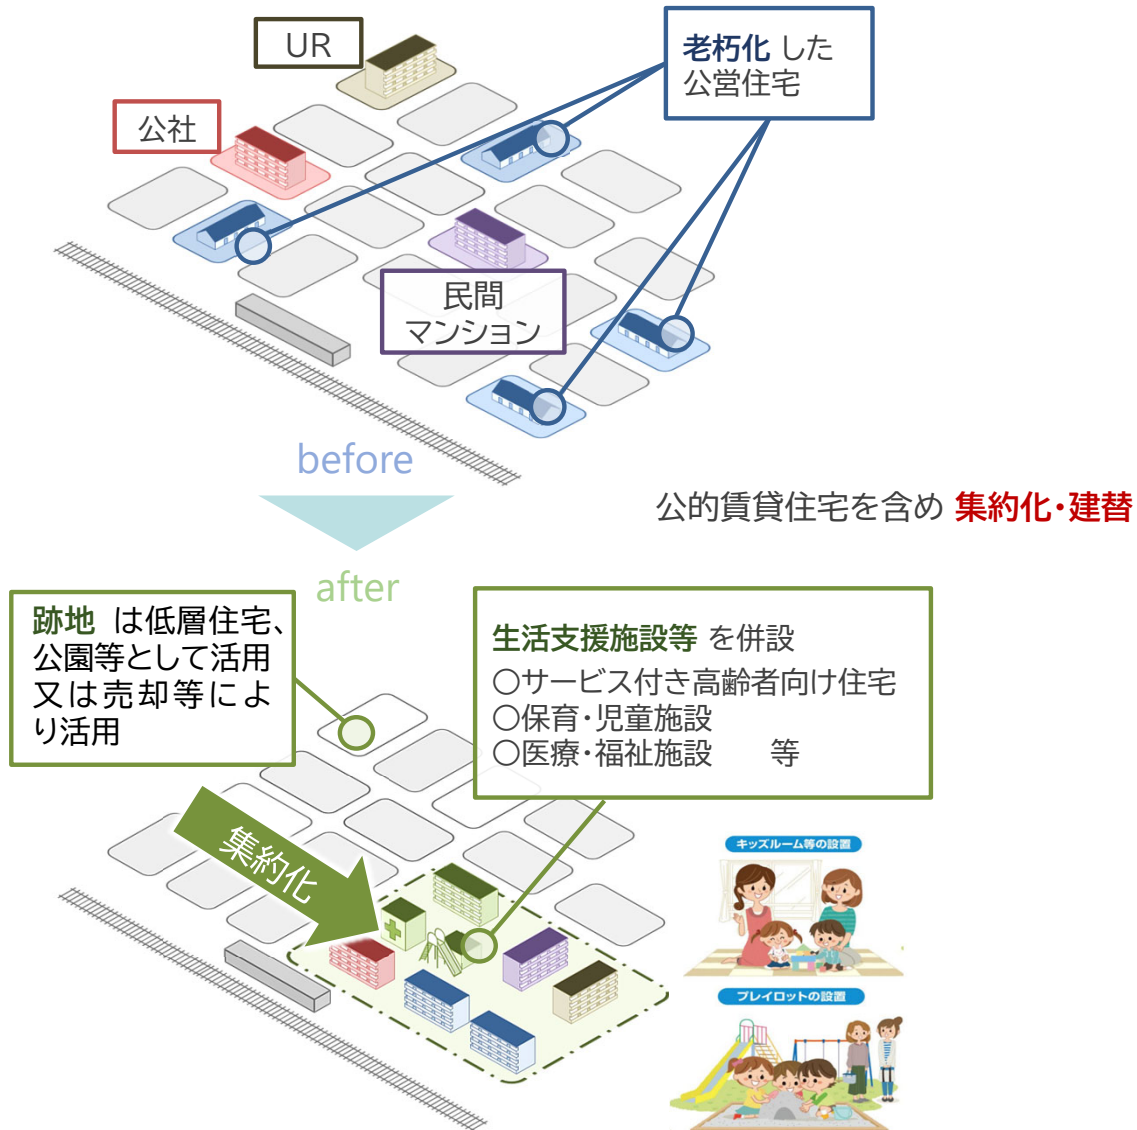 UR
老朽化 した
公営住宅
公社
民間
マンション
before
公的賃貸住宅を含め 集約化・建替
after
跡地 は低層住宅、
公園等として活用
又は売却等によ
り活用
生活支援施設等 を併設
○サービス付き高齢者向け住宅
○保育・児童施設
○医療・福祉施設　　等
集約化
キッズルーム等の設置
プレイロットの設置